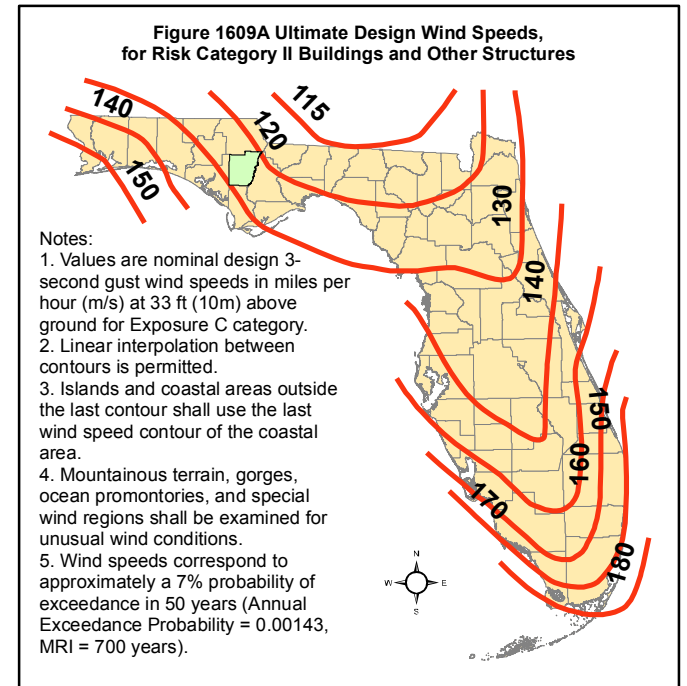 Figure 1609A Ultimate Design Wind Speeds,
for Risk Category II Buildings and Other Structures
140
115
120
150
130
140
150
160
170
180
Notes:
1. Values are nominal design 3-
second gust wind speeds in miles per
hour (m/s) at 33 ft (10m) above
ground for Exposure C category.
2. Linear interpolation between
contours is permitted.
3. Islands and coastal areas outside
the last contour shall use the last
wind speed contour of the coastal
area.
4. Mountainous terrain, gorges,
ocean promontories, and special
wind regions shall be examined for
unusual wind conditions.
5. Wind speeds correspond to
approximately a 7% probability of
exceedance in 50 years (Annual
Exceedance Probability = 0.00143,
MRI = 700 years).
N
W E
S